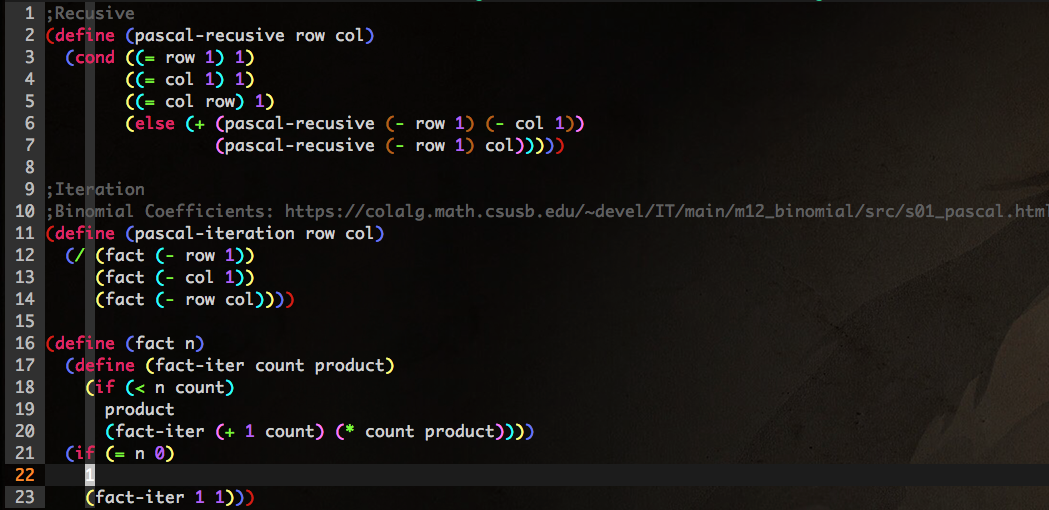 1 ;Recusive
2 (define (pascal-recusive row col)
3   (cond ((= row 1) 1)
4         ((= col 1) 1)
5         ((= col row) 1)
6         (else (+ (pascal-recusive (- row 1) (- col 1))
7                  (pascal-recusive (- row 1) col)))))
8
9 ;Iteration
10 ;Binomial Coefficients: https://colalg.math.csusb.edu/~devel/IT/main/m12_binomial/src/s01_pascal.html
11 (define (pascal-iteration row col)
12   (/ (fact (- row 1))
13      (fact (- col 1))
14      (fact (- row col))))
15
16 (define (fact n)
17   (define (fact-iter count product)
18     (if (< n count)
19       product
20       (fact-iter (+ 1 count) (* count product))))
21   (if (= n 0)
22     1
23     (fact-iter 1 1)))